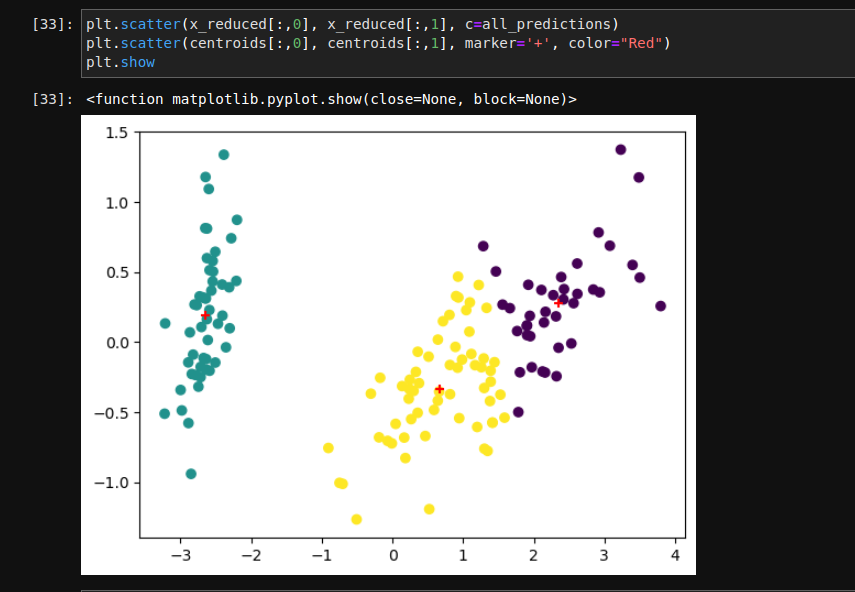 [33]: plt.scatter(x_reduced[:,0], x_reduced[:,1], c=all_predictions)
plt.scatter(centroids[:,0], centroids[:,1], marker='+', color="Red")
plt.show
[33]: <function matplotlib.pyplot.show(close=None, block=None)>
1.5
1.0
0.5
0.0
−0.5
−1.0
−3 −2 −1 0 1 2 3 4